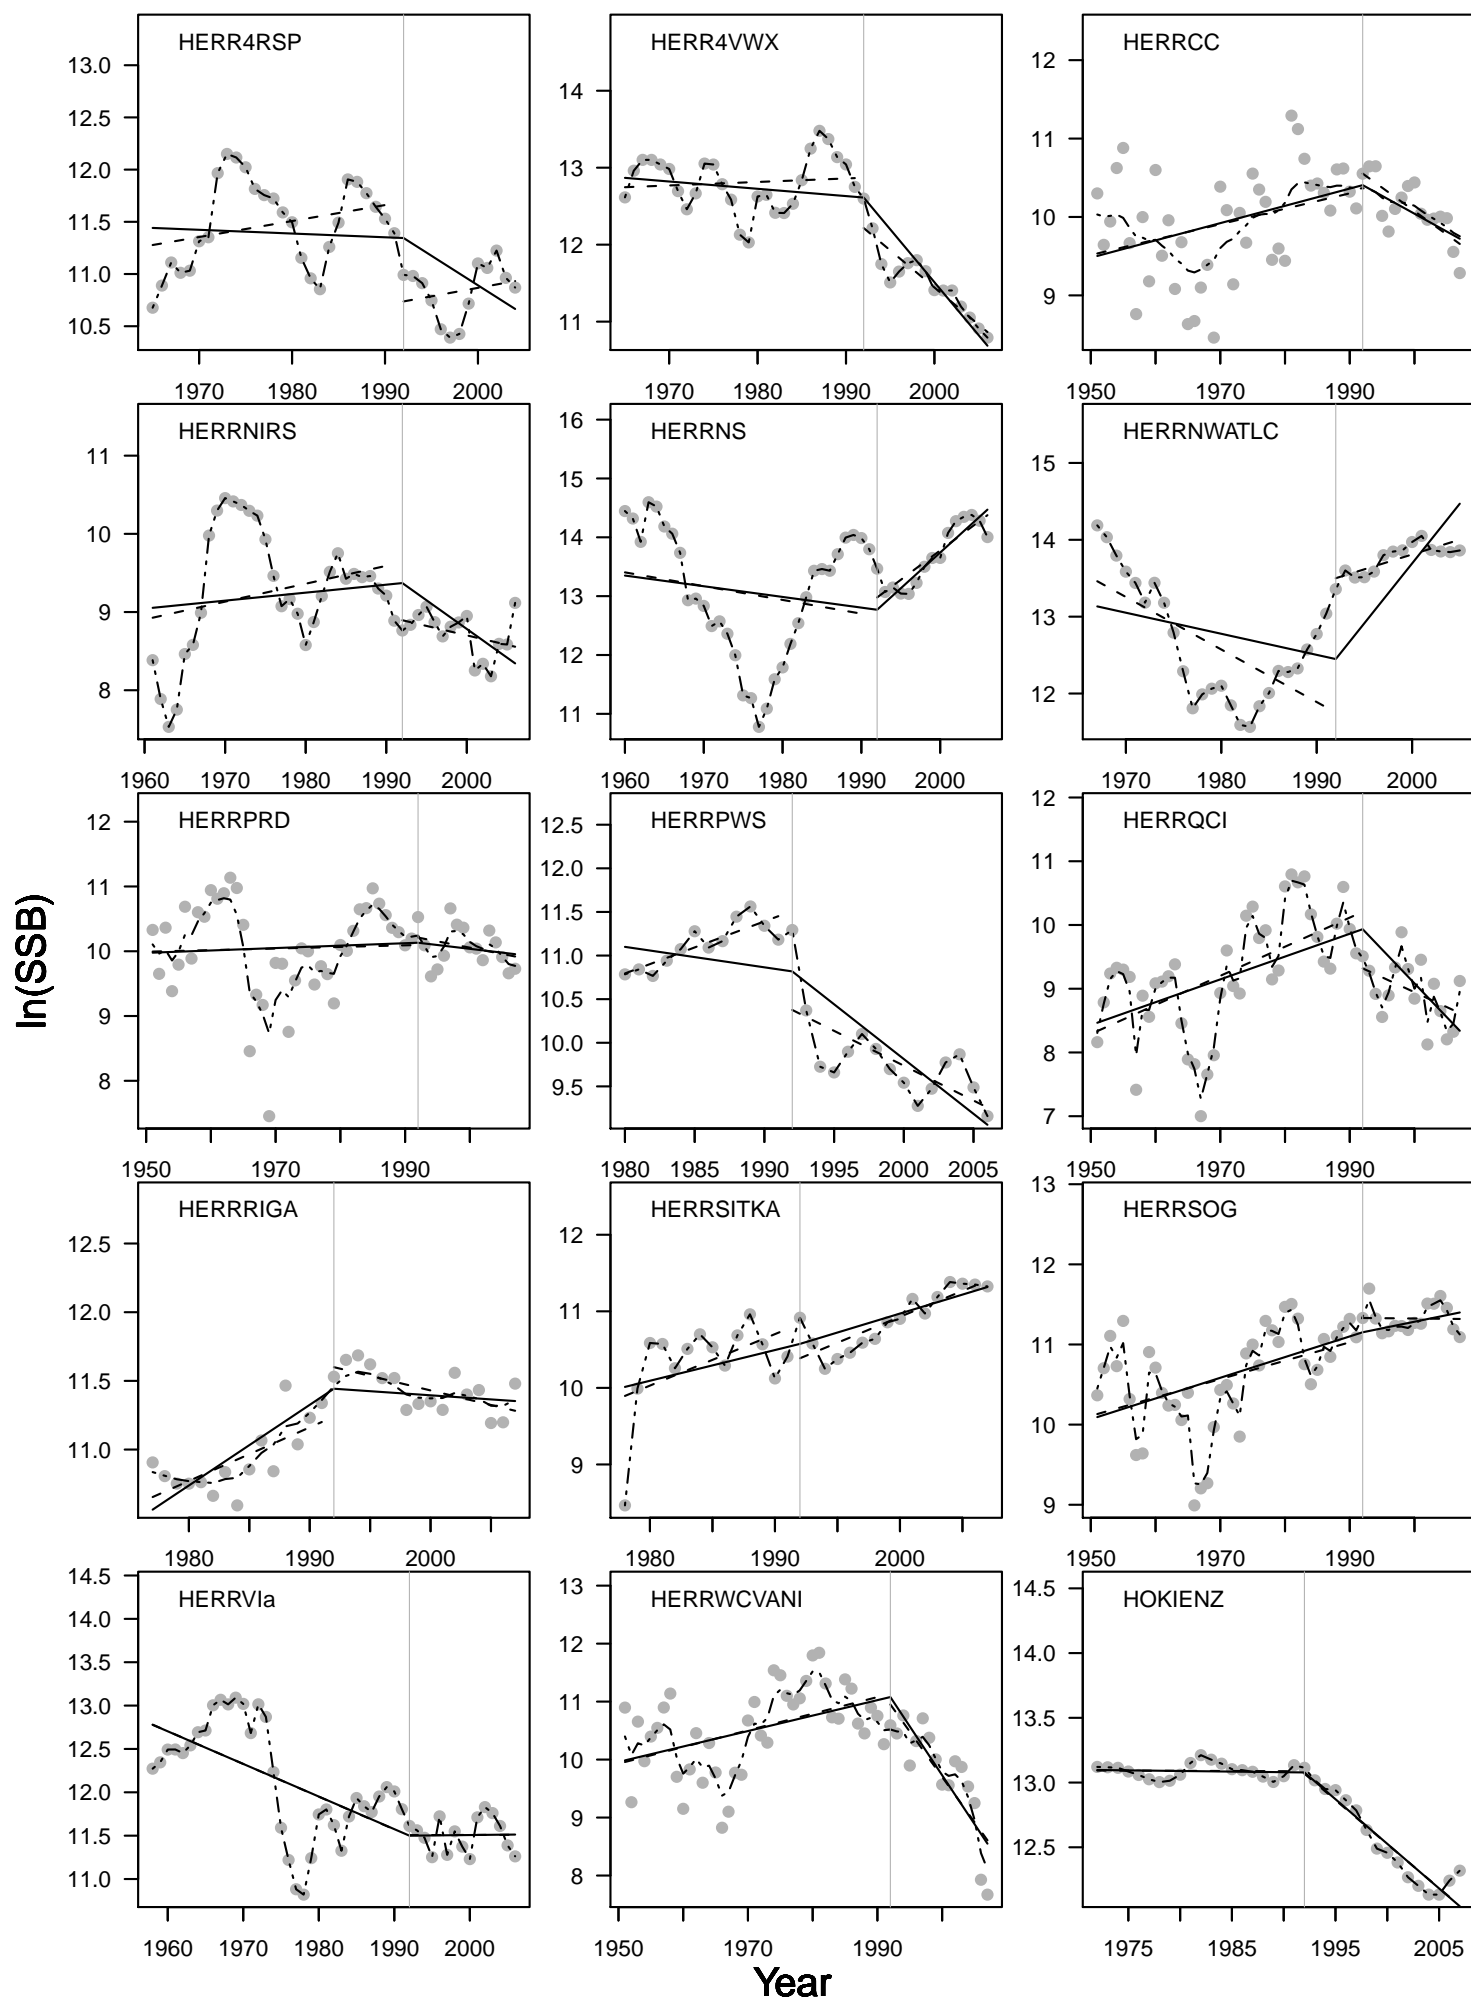 HERR4RSP
13.0
12.5
12.0
11.5
11.0
10.5
1970 1980 1990 2000
HERR4VWX
14
13
12
11
1970 1980 1990 2000
HERRCC
12
11
10
9
1950 1970 1990
HERRNIRS
11
10
9
8
1960 1970 1980 1990 2000
HERRNS
16
15
14
13
12
11
1960 1970 1980 1990 2000
HERRNWATLC
15
14
13
12
1970 1980 1990 2000
HERRPRD
12
11
10
9
8
1950 1970 1990
HERRPWS
12.5
12.0
11.5
11.0
10.5
10.0
9.5
1980 1985 1990 1995 2000 2005
HERRQCI
12
11
10
9
8
7
1950 1970 1990
HERRRIGA
12.5
12.0
11.5
11.0
1980 1990 2000
HERRSITKA
12
11
10
9
1980 1990 2000
HERRSOG
13
12
11
10
9
1950 1970 1990
HERRVIa
14.5
14.0
13.5
13.0
12.5
12.0
11.5
11.0
1960 1970 1980 1990 2000
HERRWCVANI
13
12
11
10
9
8
1950 1970 1990
HOKIENZ
14.5
14.0
13.5
13.0
12.5
1975 1985 1995 2005
ln(SSB)
Year